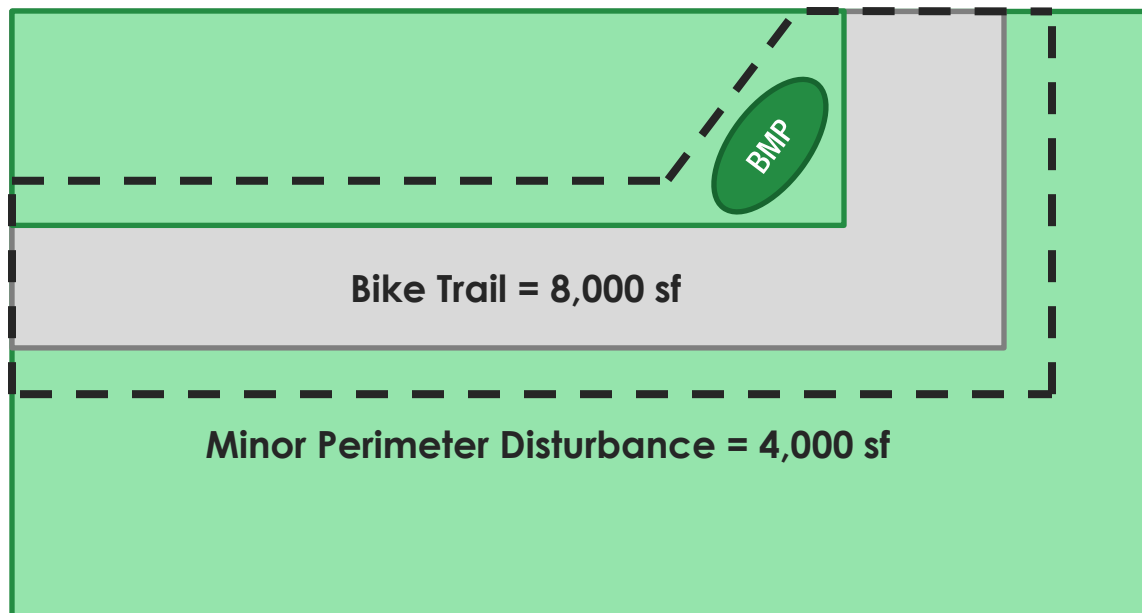 BMP
Bike Trail = 8,000 sf
Minor Perimeter Disturbance = 4,000 sf